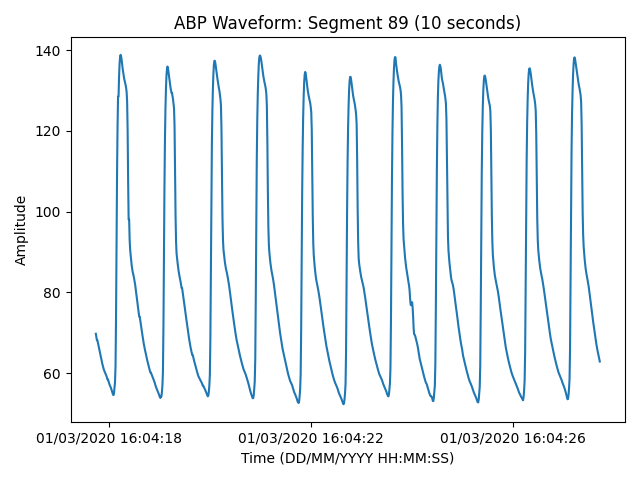 ABP Waveform: Segment 89 (10 seconds)
140
120
100
80
60
Amplitude
01/03/2020 16:04:18
01/03/2020 16:04:22
01/03/2020 16:04:26
Time (DD/MM/YYYY HH:MM:SS)